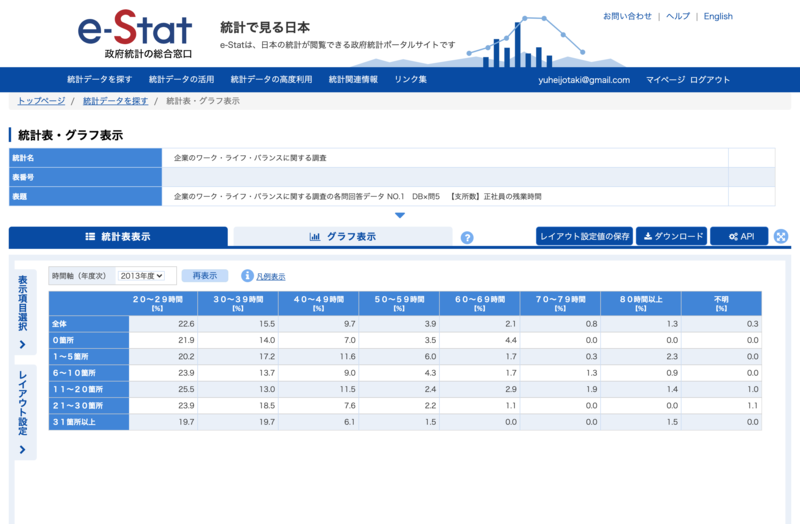 e-Stat
政府統計の総合窓口
統計で見る日本
e-Statは、日本の統計が閲覧できる政府統計ポータルサイトです
お問い合わせ | ヘルプ | English
統計データを探す 統計データの活用 統計データの高度利用 統計関連情報 リンク集 yuheijotaki@gmail.com マイページ ログアウト
トップページ / 統計データを探す / 統計表・グラフ表示
統計表・グラフ表示
統計名 企業のワーク・ライフ・バランスに関する調査
表番号
表題 企業のワーク・ライフ・バランスに関する調査の各問回答データ NO.1 DB×問5 【支所数】正社員の残業時間
統計表表示 グラフ表示 ? レイアウト設定値の保存 ダウンロード API
表示項目選択
レイアウト設定
時間軸（年度次） 2013年度 再表示 凡例表示
２０～２９時間 ３０～３９時間 ４０～４９時間 ５０～５９時間 ６０～６９時間 ７０～７９時間 ８０時間以上 不明
【%】 【%】 【%】 【%】 【%】 【%】 【%】 【%】
全体 22.6 15.5 9.7 3.9 2.1 0.8 1.3 0.3
０箇所 21.9 14.0 7.0 3.5 4.4 0.0 0.0 0.0
１～５箇所 20.2 17.2 11.6 6.0 1.7 0.3 2.3 0.0
６～１０箇所 23.9 13.7 9.0 4.3 1.7 1.3 0.9 0.0
１１～２０箇所 25.5 13.0 11.5 2.4 2.9 1.9 1.4 1.0
２１～３０箇所 23.9 18.5 7.6 2.2 1.1 0.0 0.0 1.1
３１箇所以上 19.7 19.7 6.1 1.5 0.0 0.0 1.5 0.0